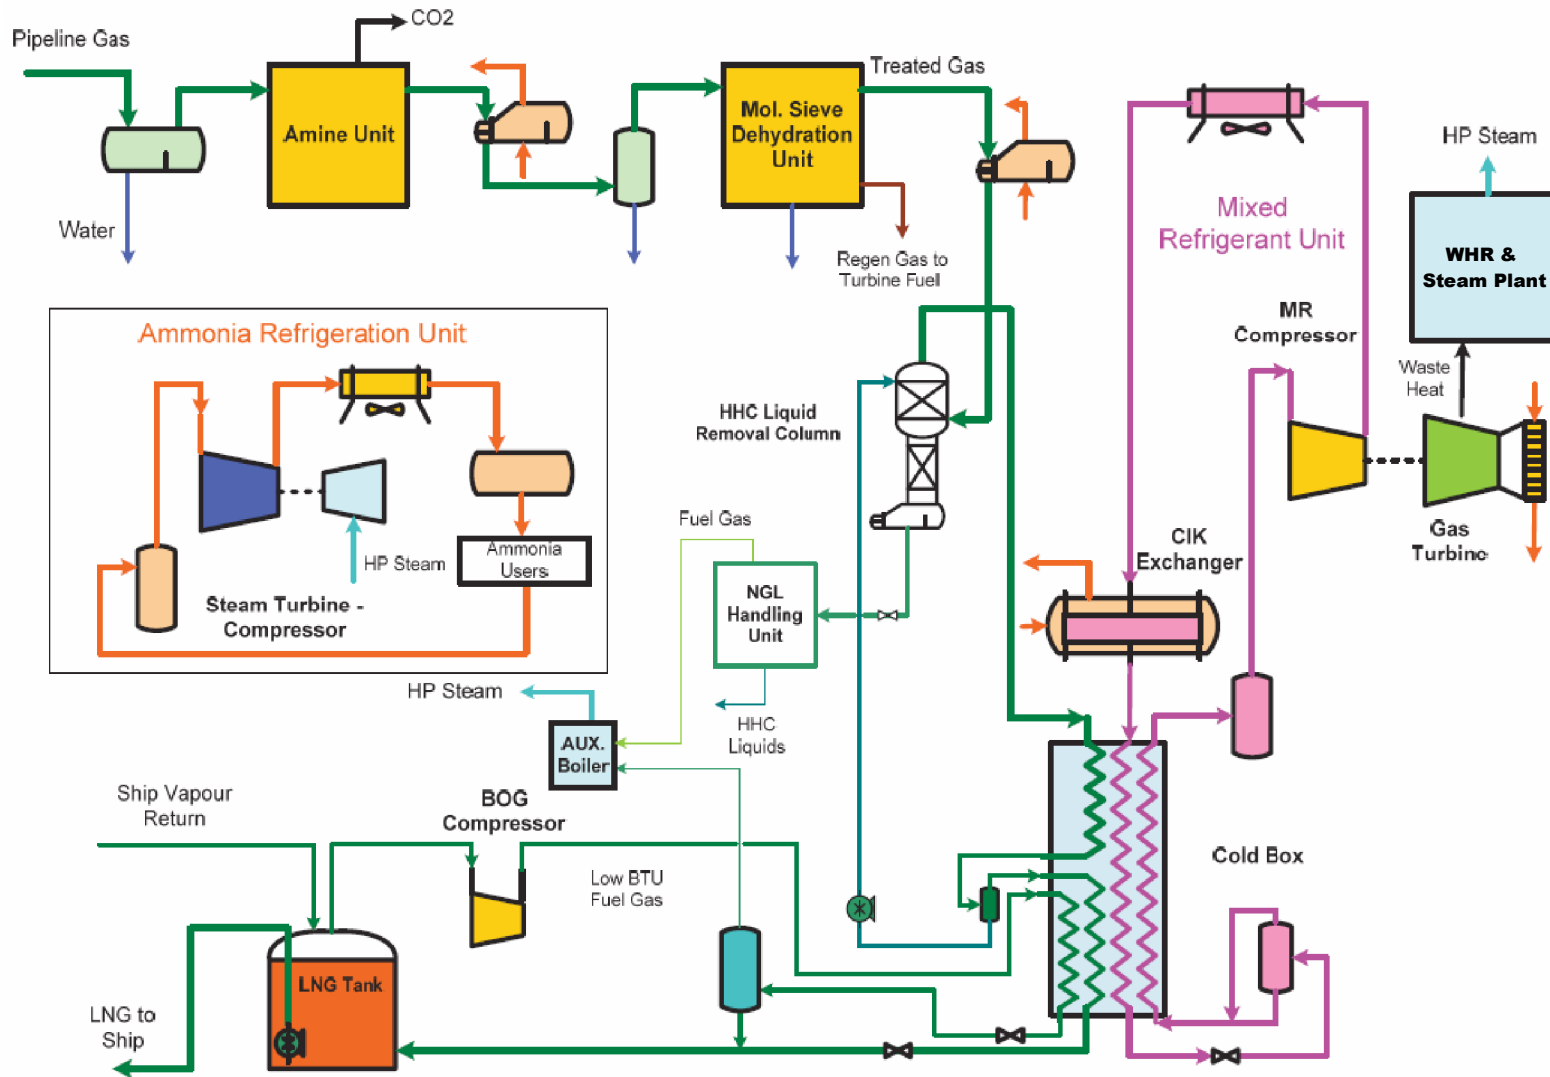 Pipeline Gas
CO2
Amine Unit
Water
Mol. Sieve
Dehydration
Unit
Treated Gas
Regen Gas to
Turbine Fuel
Mixed
Refrigerant Unit
HP Steam
WHR &
Steam Plant
MR
Compressor
Waste
Heat
Gas
Turbine
Ammonia Refrigeration Unit
HP Steam
Ammonia
Users
Steam Turbine -
Compressor
HHC Liquid
Removal Column
Fuel Gas
NGL
Handling
Unit
HHC
Liquids
CIK
Exchanger
HP Steam
AUX.
Boiler
Ship Vapour
Return
BOG
Compressor
Low BTU
Fuel Gas
Cold Box
LNG Tank
LNG to
Ship